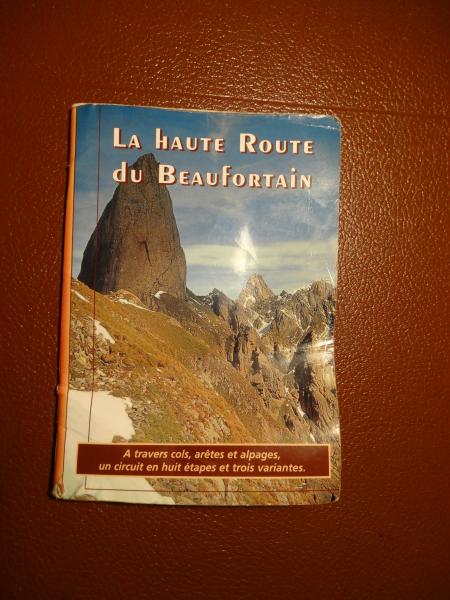 La haute Route
du Beaufortain
A travers cols, arêtes et alpages,
un circuit en huit étapes et trois variantes.